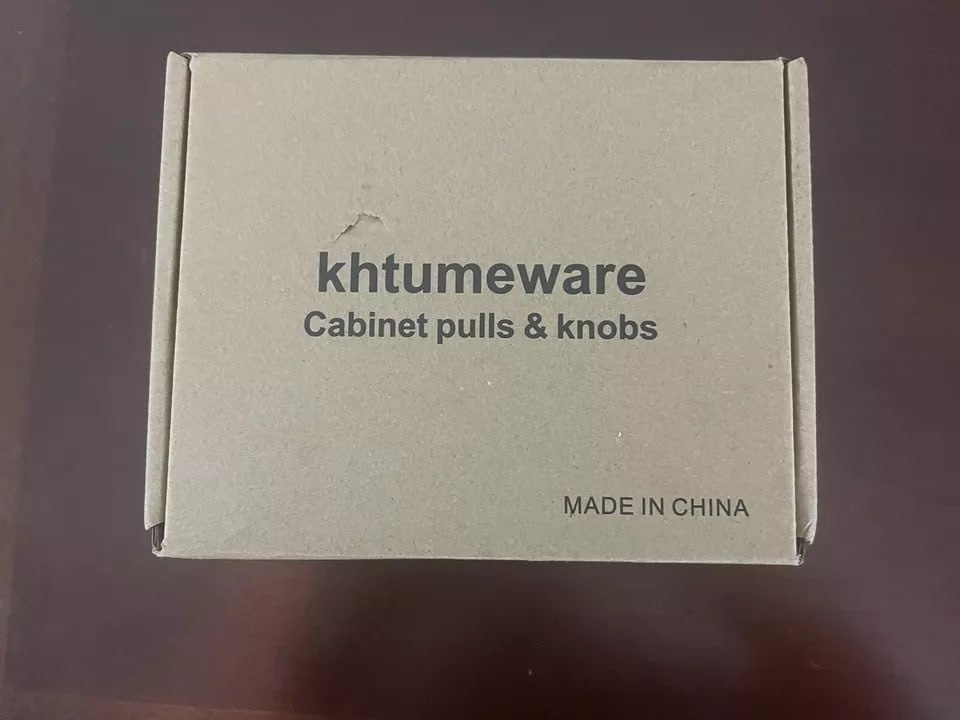 khtumeware
Cabinet pulls & knobs
MADE IN CHINA